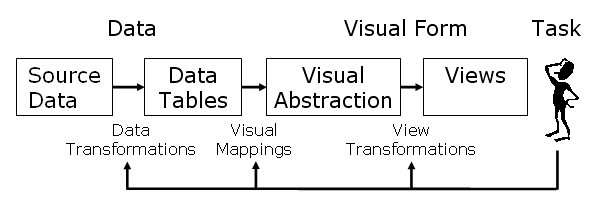 Data
Visual Form
Task
Source
Data
Data
Tables
Visual
Abstraction
Views
Data
Transformations
Visual
Mappings
View
Transformations